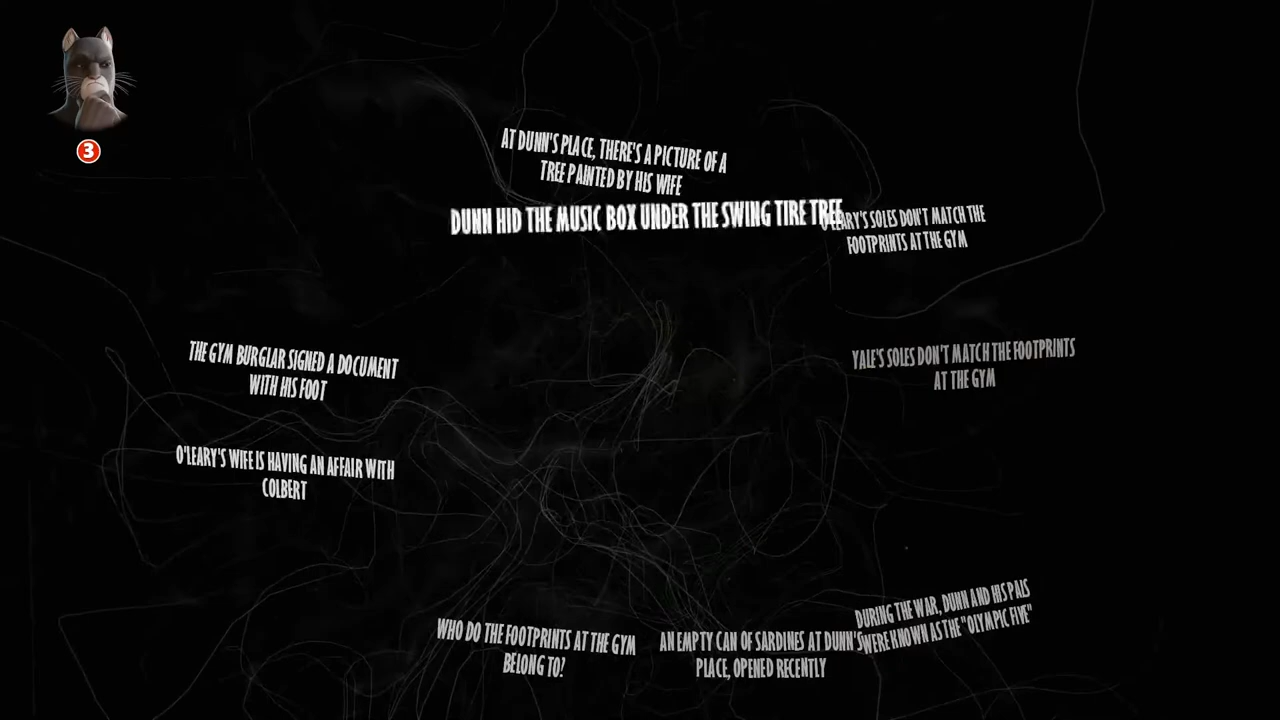 3
AT DUNN'S PLACE, THERE'S A PICTURE OF A
TREE PAINTED BY HIS WIFE
DUNN HID THE MUSIC BOX UNDER THE SWING TIRE TREE
O'LEARY'S SOLES DON'T MATCH THE
FOOTPRINTS AT THE GYM
THE GYM BURGLAR SIGNED A DOCUMENT
WITH HIS FOOT
YALE'S SOLES DON'T MATCH THE FOOTPRINTS
AT THE GYM
O'LEARY'S WIFE IS HAVING AN AFFAIR WITH
COLBERT
WHO DO THE FOOTPRINTS AT THE GYM
BELONG TO?
AN EMPTY CAN OF SARDINES AT DUNN'S
PLACE, OPENED RECENTLY
DURING THE WAR, DUNN AND HIS PALS
WERE KNOWN AS THE "OLYMPIC FIVE"